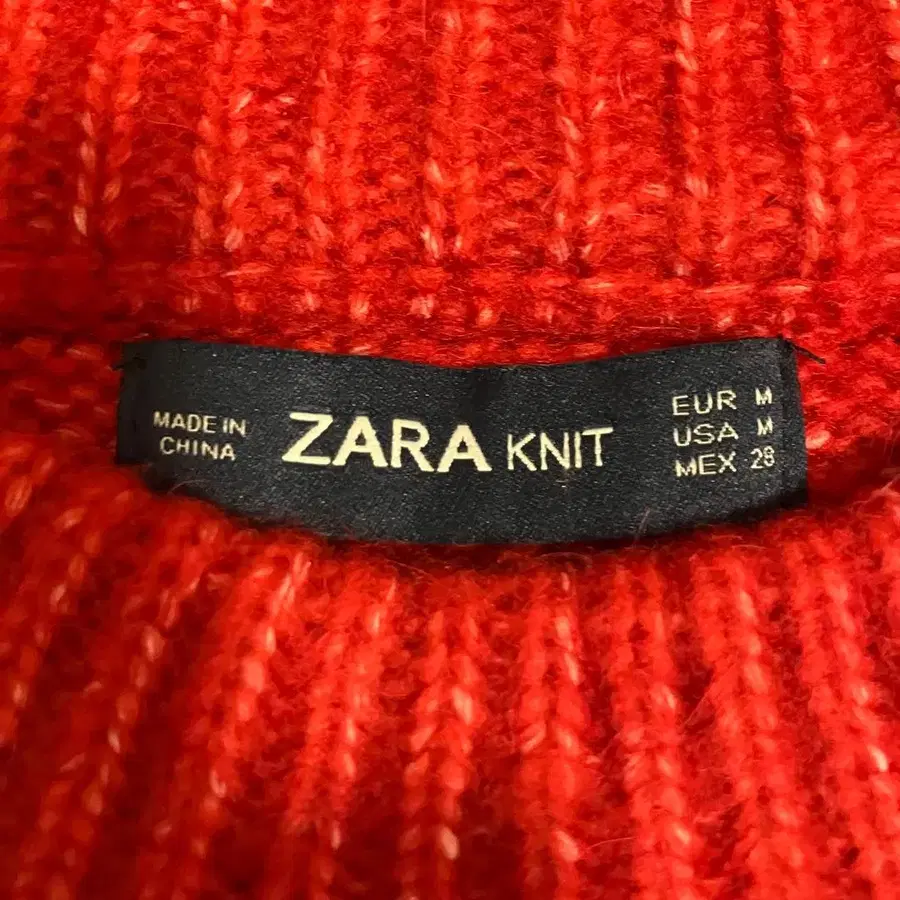 MADE IN
CHINA
ZARA KNIT
EUR M
USA M
MEX 28